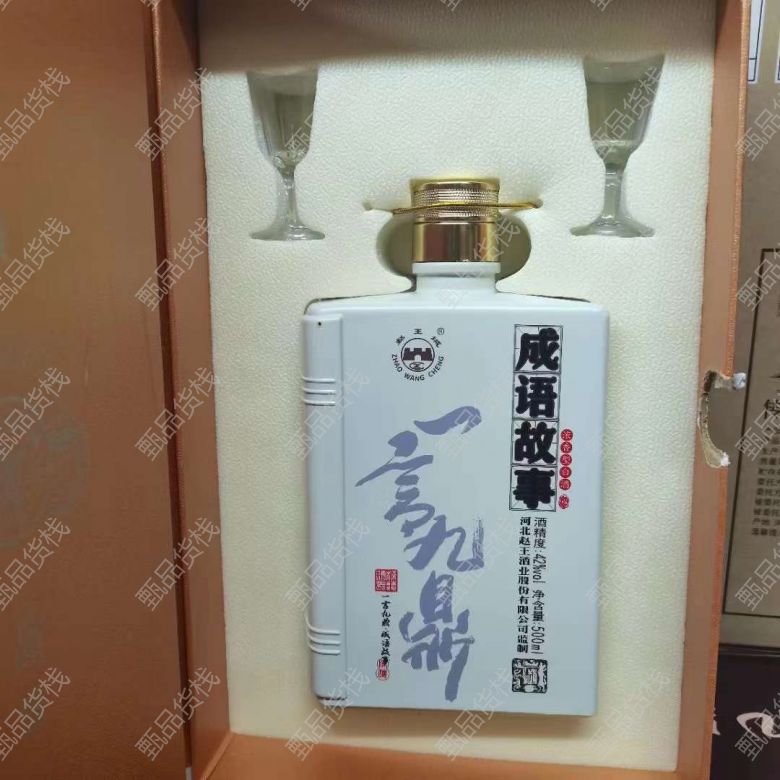 赵王城®
ZHAO WANG CHENG
成语故事
浓香型白酒
酒精度:42%vol 净含量:500ml
河北赵王酒业股份有限公司监制
一言九鼎
一言九鼎·成语故事
甄品货栈